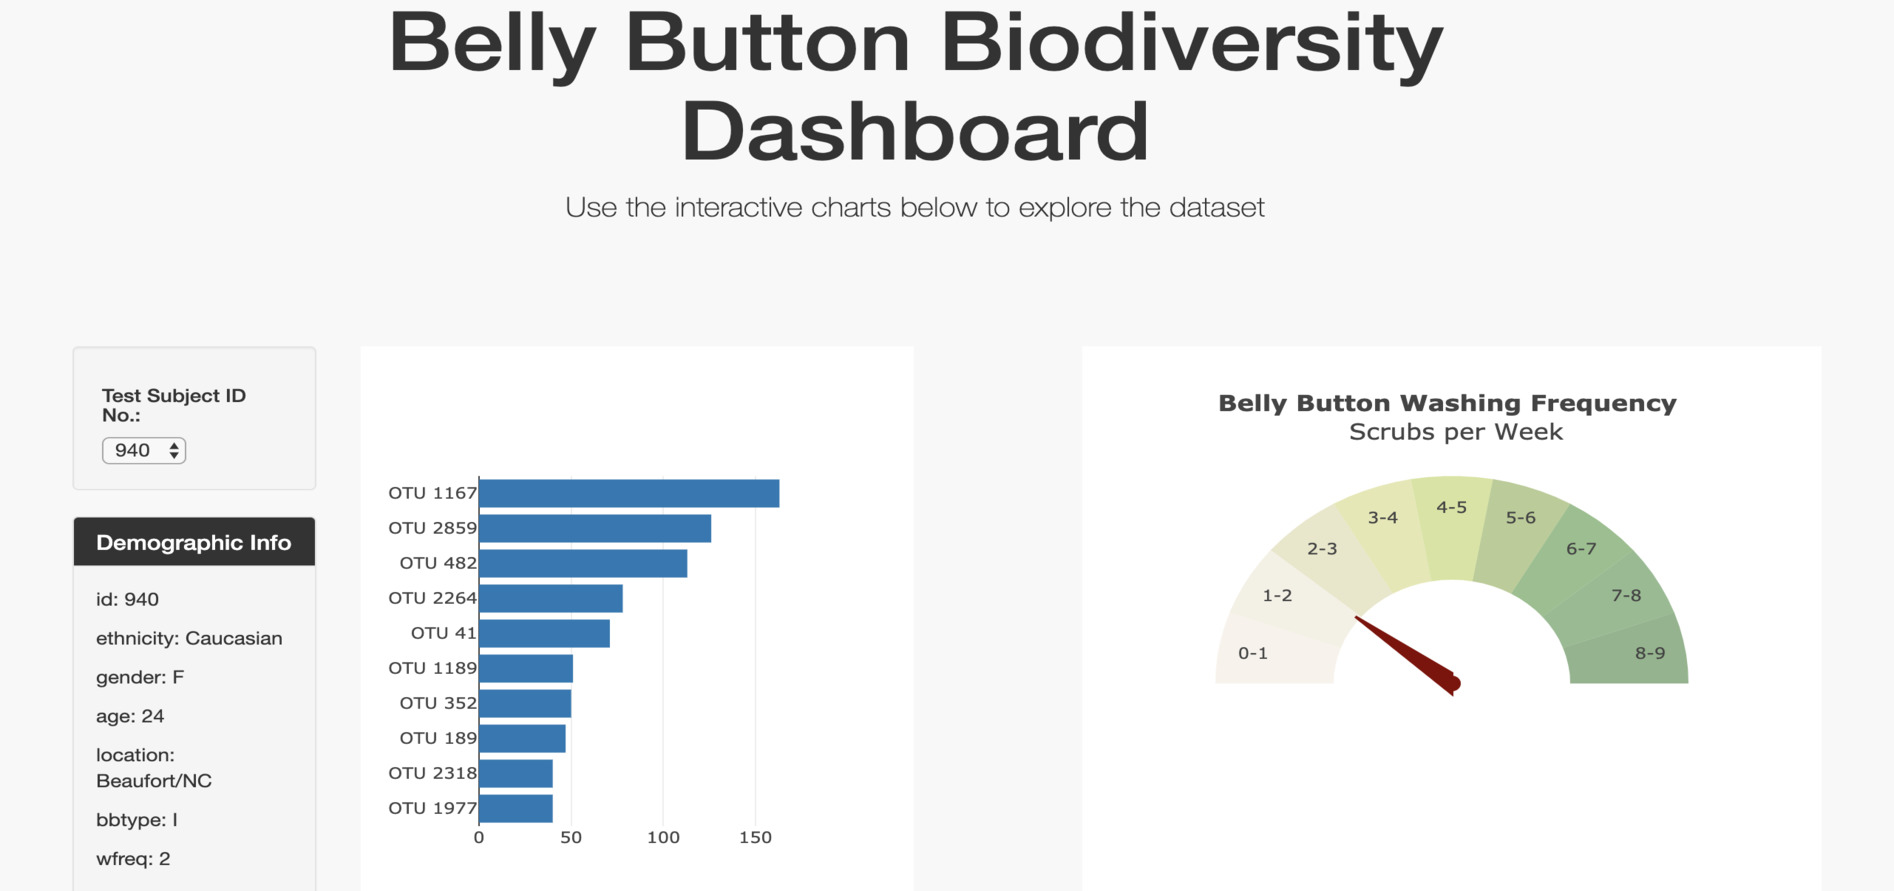 Belly Button Biodiversity
Dashboard
Use the interactive charts below to explore the dataset
Test Subject ID
No.:
940
Demographic Info
id: 940
ethnicity: Caucasian
gender: F
age: 24
location:
Beaufort/NC
bbtype: I
wfreq: 2
OTU 1167
OTU 2859
OTU 482
OTU 2264
OTU 41
OTU 1189
OTU 352
OTU 189
OTU 2318
OTU 1977
0 50 100 150
Belly Button Washing Frequency
Scrubs per Week
0-1
1-2
2-3
3-4
4-5
5-6
6-7
7-8
8-9